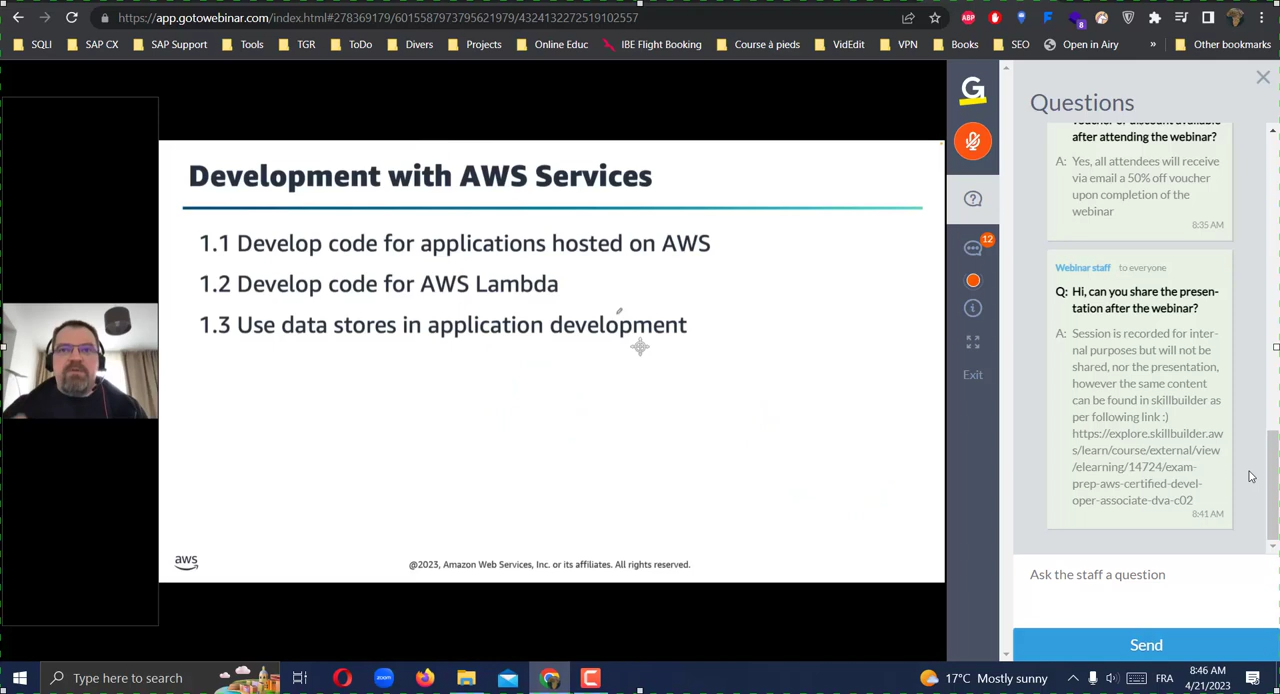 https://app.gotowebinar.com/index.html#278369179/6015587973795621979/4324132272519102557
ABP
8
SQLI
SAP CX
SAP Support
Tools
TGR
ToDo
Divers
Projects
Online Educ
IBE Flight Booking
Course à pieds
VidEdit
VPN
Books
SEO
Open in Airy
»
Other bookmarks
Development with AWS Services
1.1 Develop code for applications hosted on AWS
1.2 Develop code for AWS Lambda
1.3 Use data stores in application development
aws
@2023, Amazon Web Services, Inc. or its affiliates. All rights reserved.
G
12
Exit
Questions
voucher or discount available
after attending the webinar?
A: Yes, all attendees will receive
via email a 50% off voucher
upon completion of the
webinar
8:35 AM
Webinar staff to everyone
Q: Hi, can you share the presen-
tation after the webinar?
A: Session is recorded for inter-
nal purposes but will not be
shared, nor the presentation,
however the same content
can be found in skillbuilder as
per following link :)
https://explore.skillbuilder.aw
s/learn/course/external/view
/elearning/14724/exam-
prep-aws-certified-devel-
oper-associate-dva-c02
8:41 AM
Ask the staff a question
Send
Type here to search
zoom
17°C Mostly sunny
FRA
8:46 AM
4/21/2023